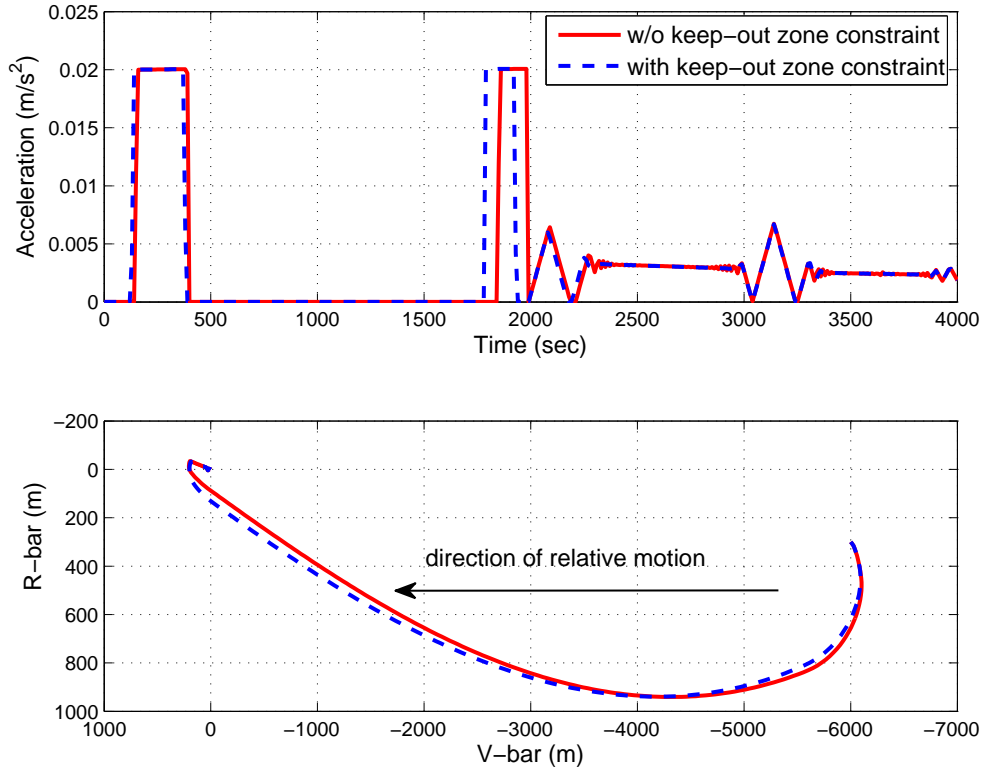 0.025
0.02
0.015
0.01
0.005
0
Acceleration (m/s²)
w/o keep−out zone constraint
with keep−out zone constraint
0 500 1000 1500 2000 2500 3000 3500 4000
Time (sec)
−200
0
200
400
600
800
1000
R−bar (m)
direction of relative motion
1000 0 −1000 −2000 −3000 −4000 −5000 −6000 −7000
V−bar (m)